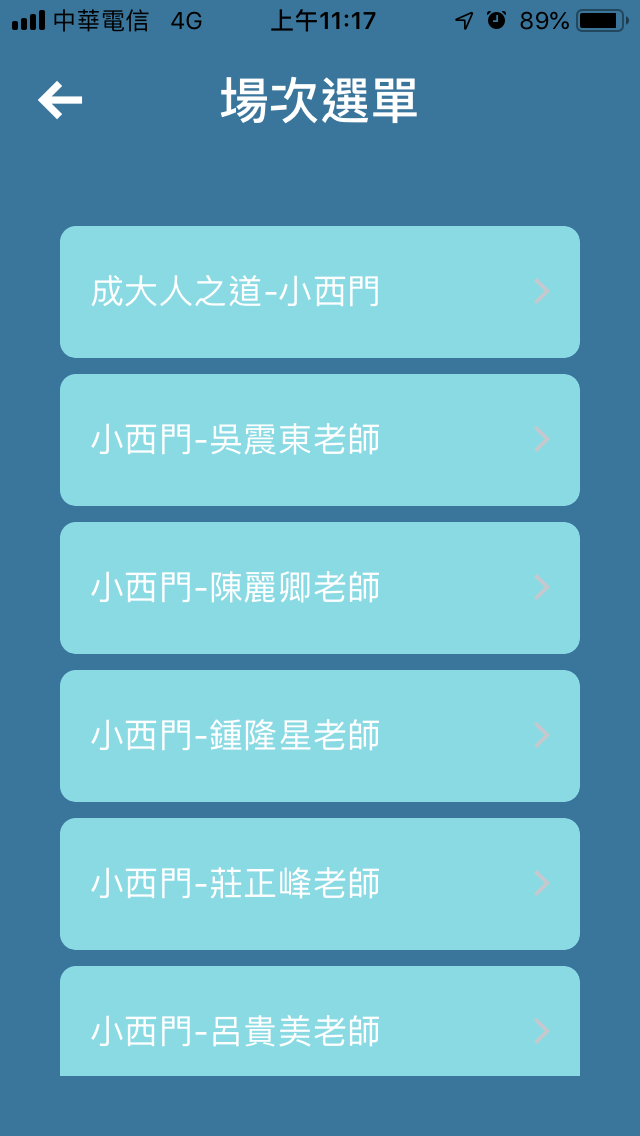 中華電信 4G 上午11:17 89%
場次選單
成大人之道-小西門
小西門-吳震東老師
小西門-陳麗卿老師
小西門-鍾隆星老師
小西門-莊正峰老師
小西門-呂貴美老師